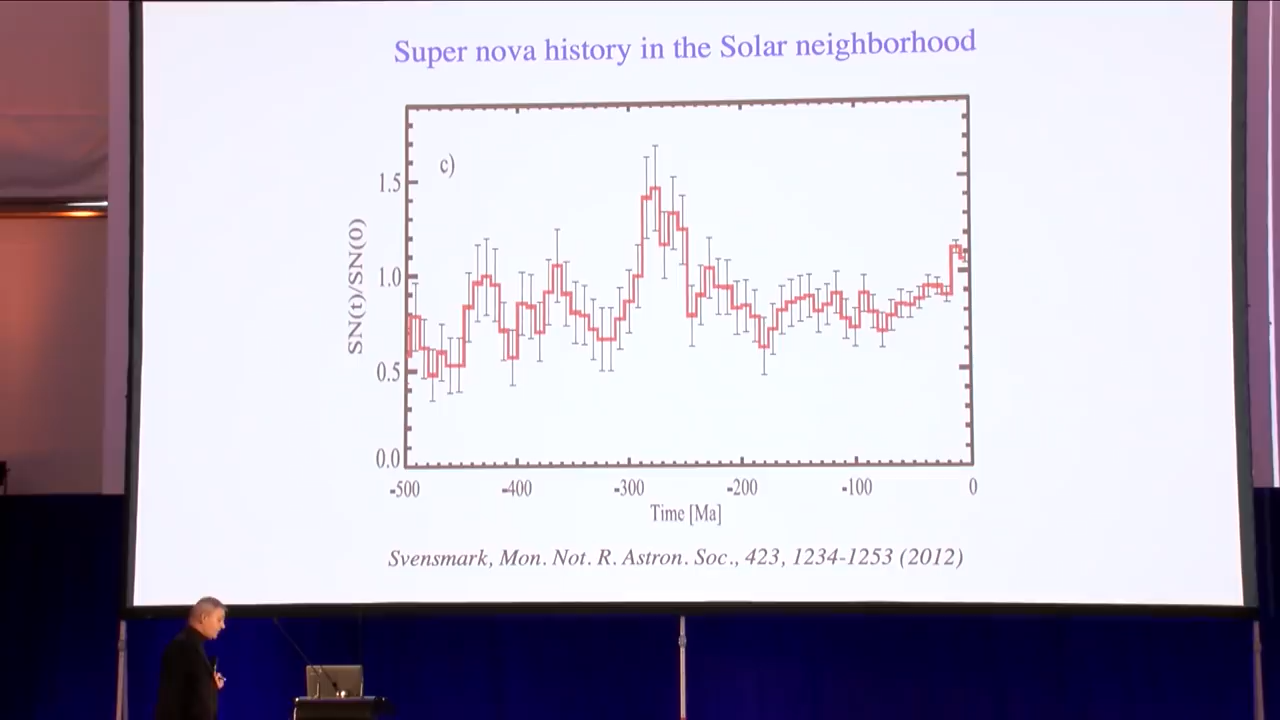 Super nova history in the Solar neighborhood
c)
1.5
1.0
0.5
0.0
SN(t)/SN(0)
-500 -400 -300 -200 -100 0
Time [Ma]
Svensmark, Mon. Not. R. Astron. Soc., 423, 1234-1253 (2012)